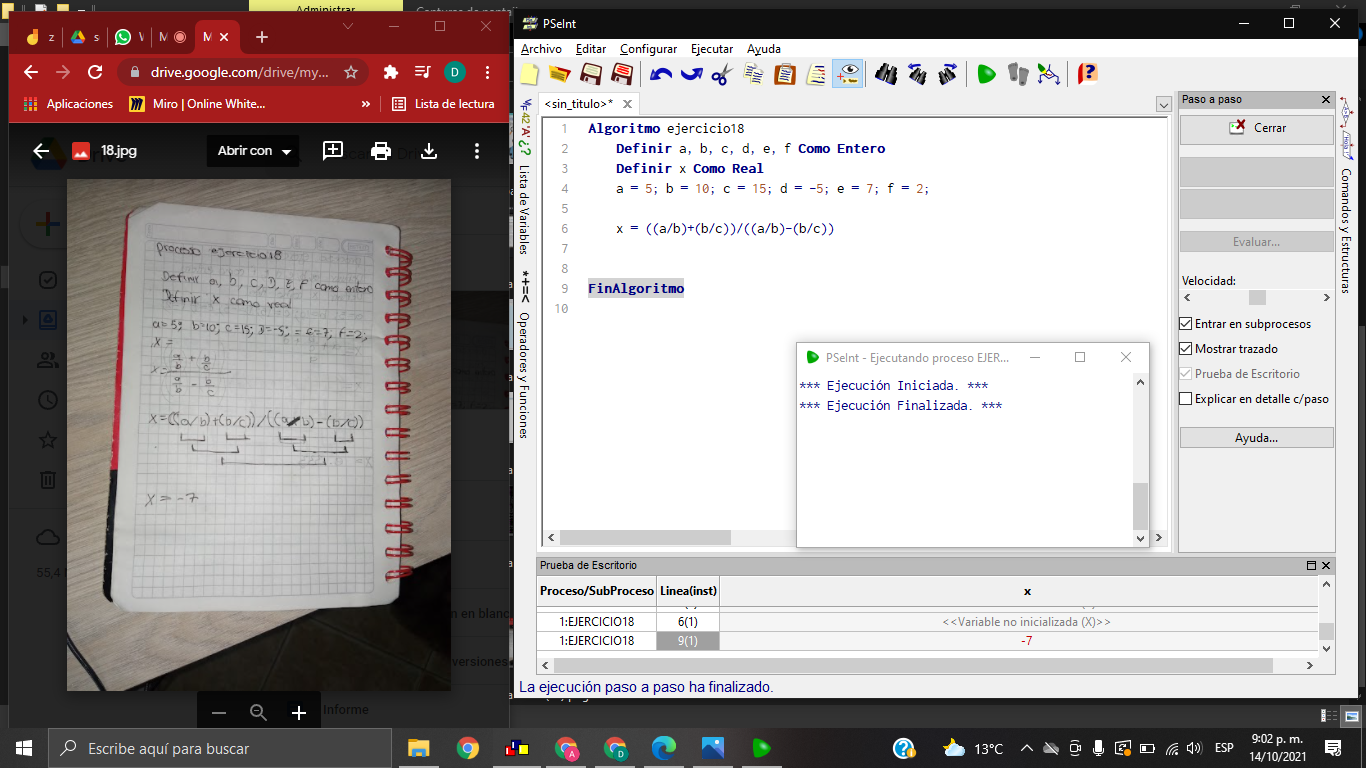 Administrar
Capturas de pantalla
z
s
M
M
drive.google.com/drive/my...
D
Aplicaciones
Miro | Online White...
»
Lista de lectura
18.jpg
Abrir con
proceso ejercicio18
Definir a, b, c, D, E, F como entero
Definir X como real
a=5; b=10; c=15; D=-5; = E=7, F=2;
X =
X= a/b + b/c
a/b - b/c
X=((a/b)+(b/c))/((a/b)-(b/c))
X = -7
55,4
n en blanc
versiones
Informe
PSeInt
Archivo Editar Configurar Ejecutar Ayuda
<sin_titulo>*
Lista de Variables
Operadores y Funciones
1 Algoritmo ejercicio18
2 Definir a, b, c, d, e, f Como Entero
3 Definir x Como Real
4 a = 5; b = 10; c = 15; d = -5; e = 7; f = 2;
5
6 x = ((a/b)+(b/c))/((a/b)-(b/c))
7
8
9 FinAlgoritmo
10
PSeInt - Ejecutando proceso EJER...
*** Ejecución Iniciada. ***
*** Ejecución Finalizada. ***
Paso a paso
Cerrar
Evaluar...
Velocidad:
Entrar en subprocesos
Mostrar trazado
Prueba de Escritorio
Explicar en detalle c/paso
Ayuda...
Comandos y Estructuras
Prueba de Escritorio
Proceso/SubProceso Linea(inst) x
1:EJERCICIO18 6(1) <<Variable no inicializada (X)>>
1:EJERCICIO18 9(1) -7
La ejecución paso a paso ha finalizado.
Escribe aquí para buscar
13°C
ESP
9:02 p. m.
14/10/2021